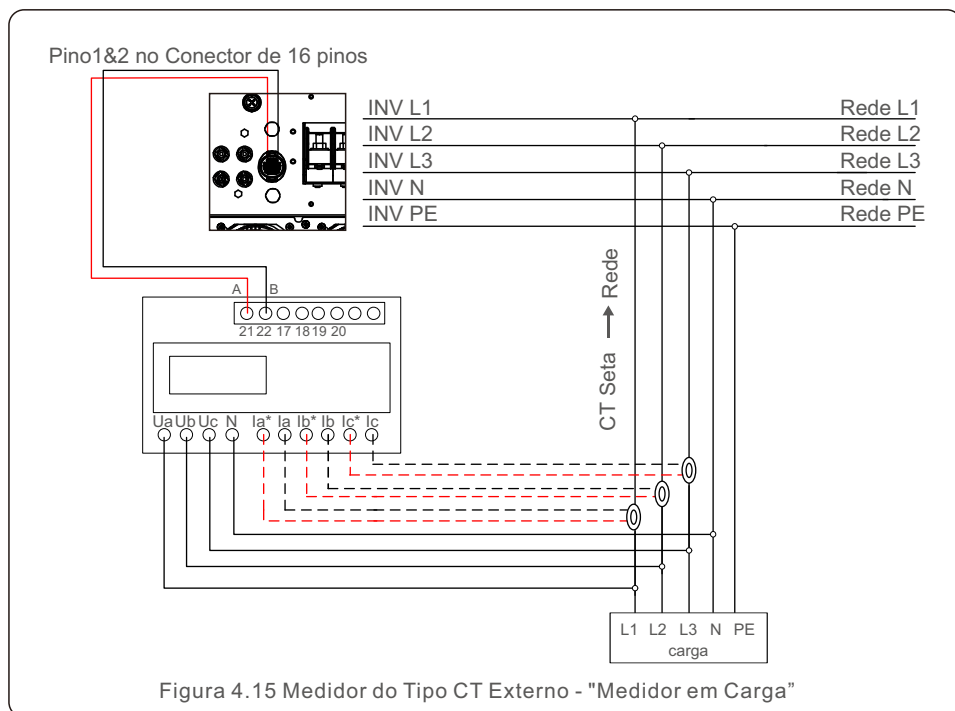 Pino1&2 no Conector de 16 pinos
INV L1 Rede L1
INV L2 Rede L2
INV L3 Rede L3
INV N Rede N
INV PE Rede PE
CT Seta → Rede
A B
21 22 17 18 19 20
Ua Ub Uc N Ia* Ia Ib* Ib Ic* Ic
L1 L2 L3 N PE
carga
Figura 4.15 Medidor do Tipo CT Externo - "Medidor em Carga”